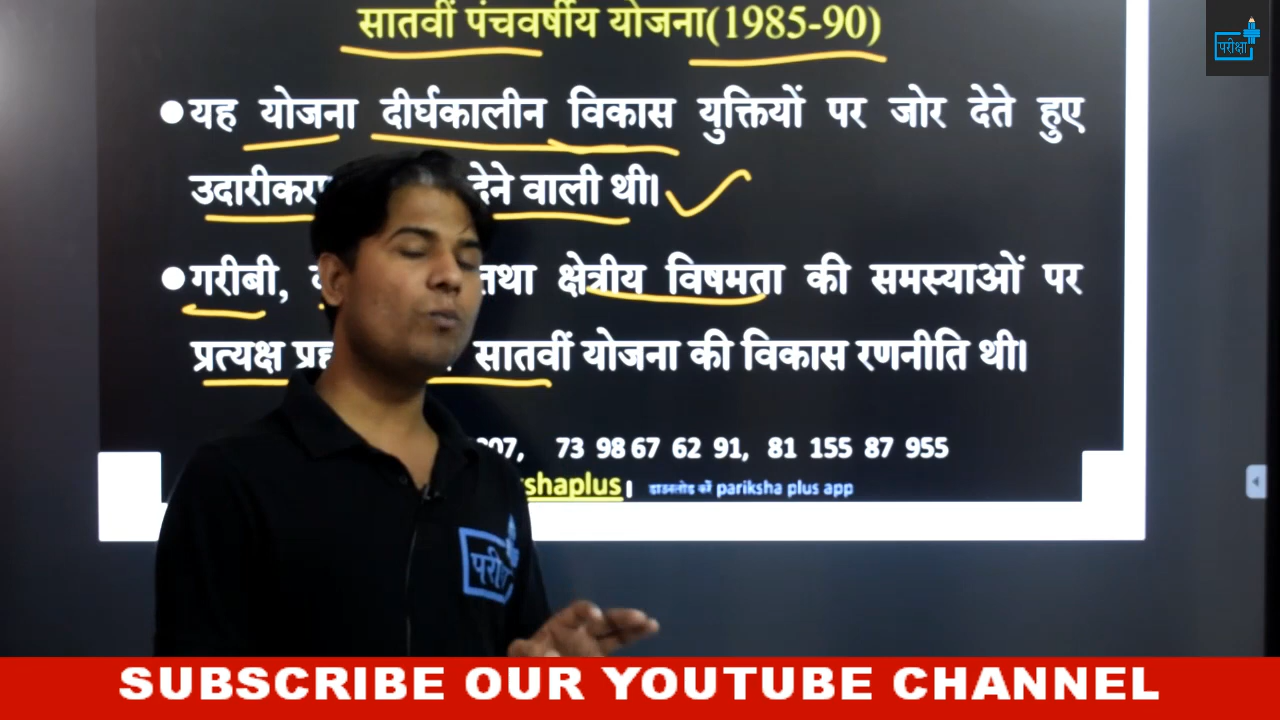 सातवीं पंचवर्षीय योजना(1985-90)
परीक्षा
●यह योजना दीर्घकालीन विकास युक्तियों पर जोर देते हुए
देने वाली थी।
●गरीबी, तथा क्षेत्रीय विषमता की समस्याओं पर
प्रत्यक्ष सातवीं योजना की विकास रणनीति थी।
73 98 67 62 91, 81 155 87 955
shaplus। डाउनलोड करें pariksha plus app
SUBSCRIBE OUR YOUTUBE CHANNEL